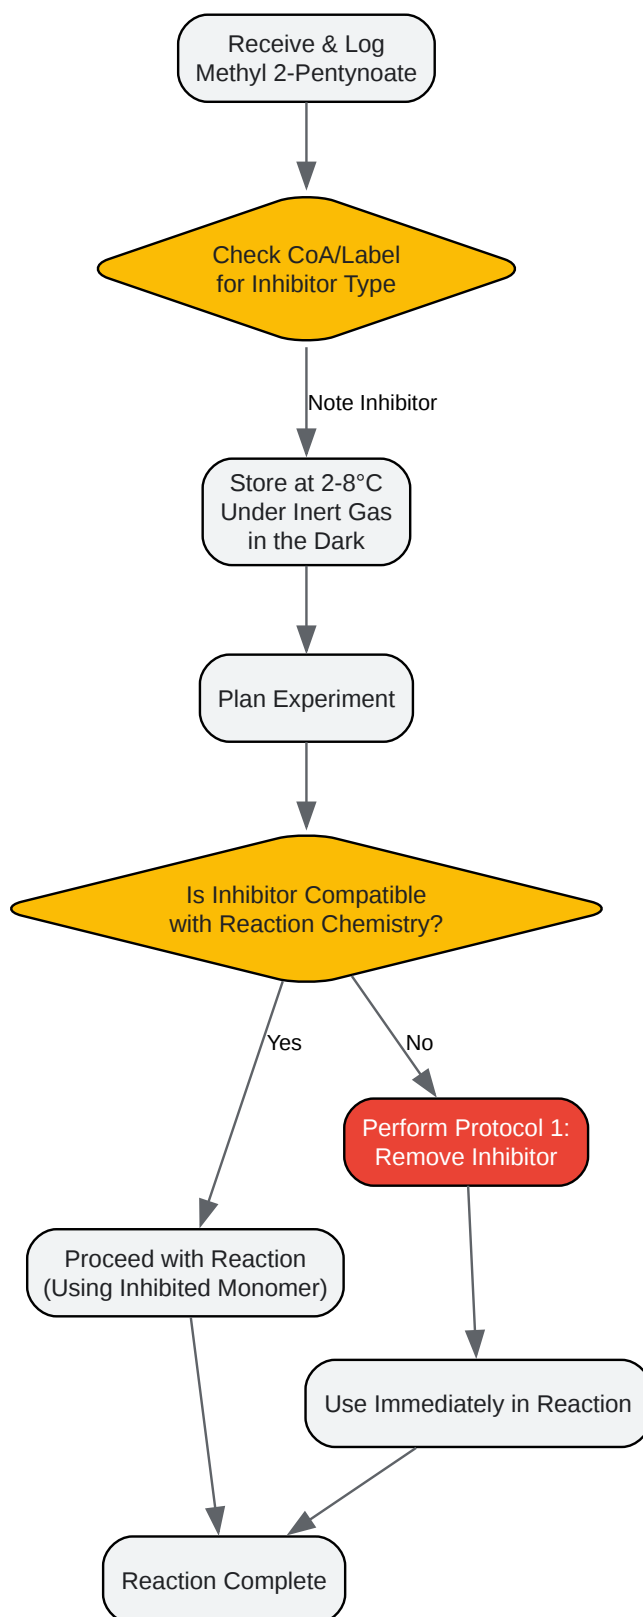 Receive & Log
Methyl 2-Pentynoate
Check CoA/Label
for Inhibitor Type
Note Inhibitor
Store at 2-8°C
Under Inert Gas
in the Dark
Plan Experiment
Is Inhibitor Compatible
with Reaction Chemistry?
Yes
No
Perform Protocol 1:
Remove Inhibitor
Proceed with Reaction
(Using Inhibited Monomer)
Use Immediately in Reaction
Reaction Complete